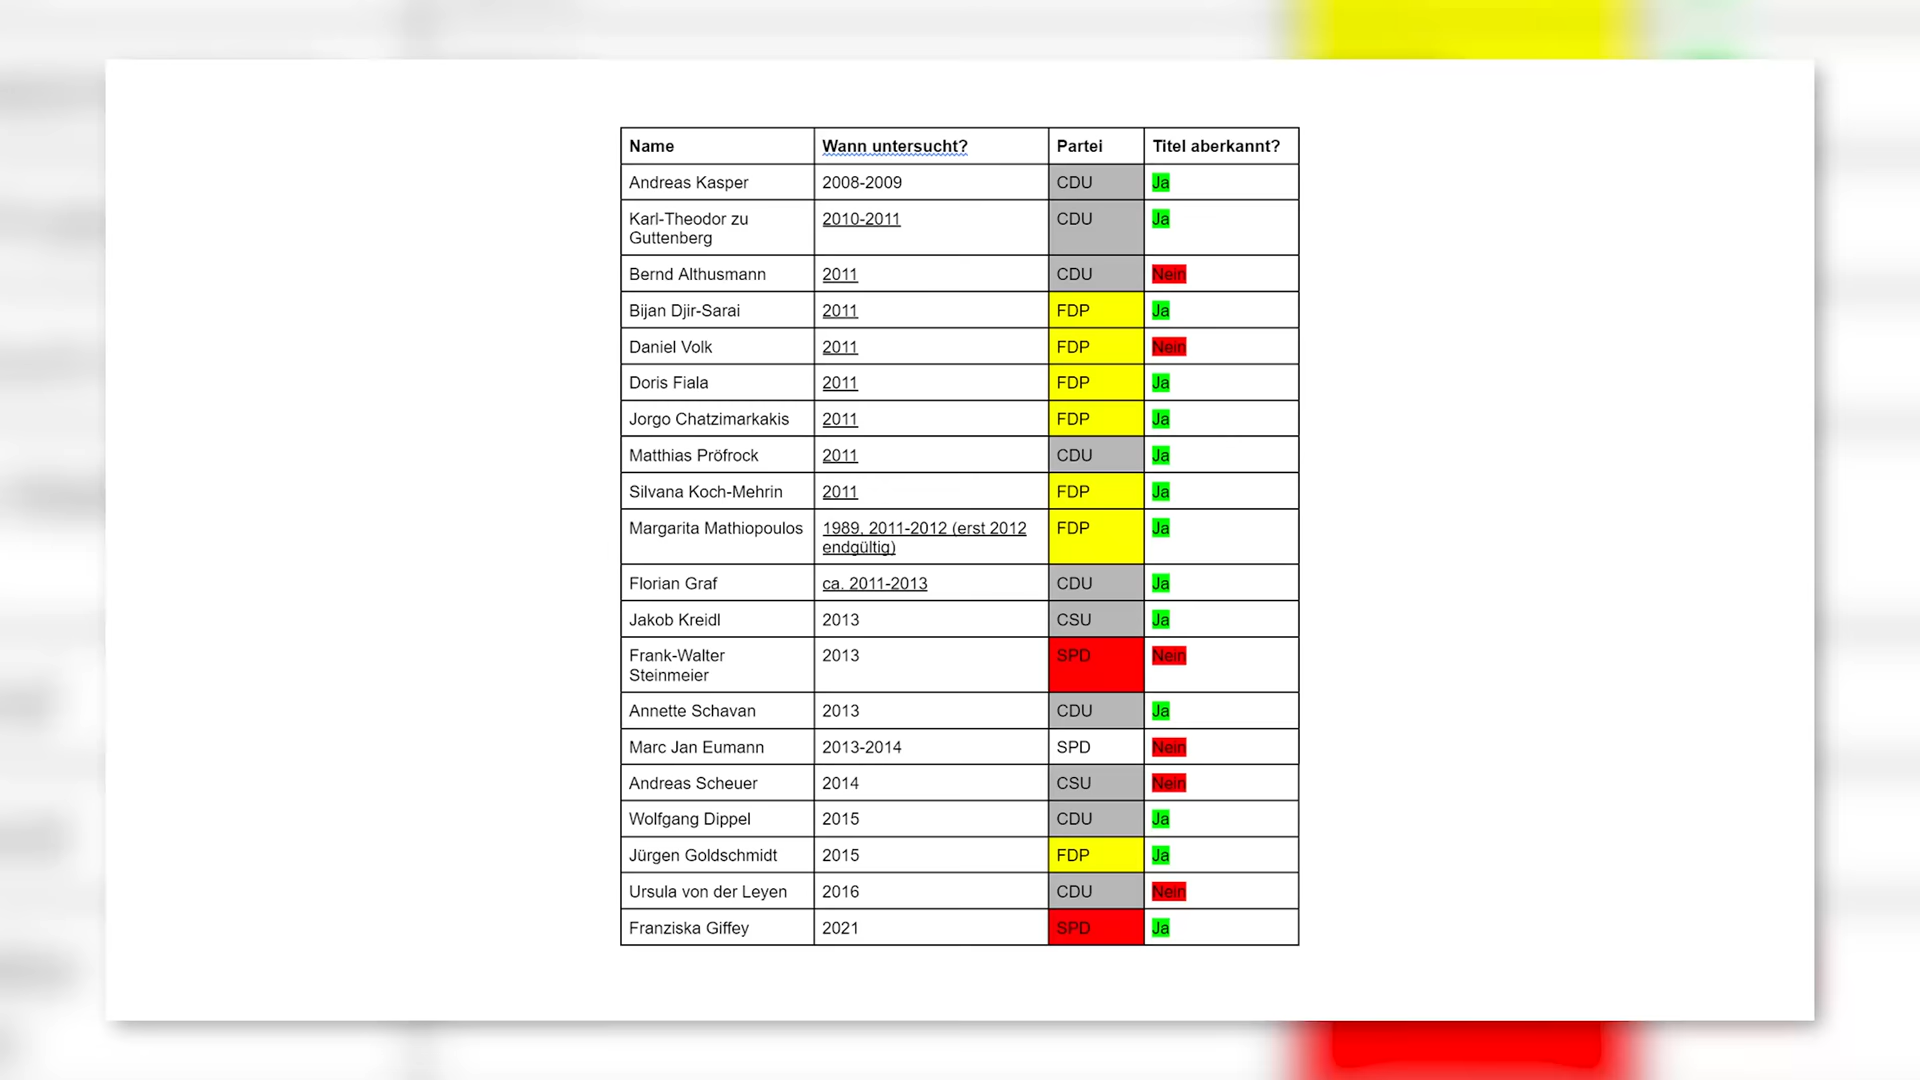 Name Wann untersucht? Partei Titel aberkannt?
Andreas Kasper 2008-2009 CDU Ja
Karl-Theodor zu 2010-2011 CDU Ja
Guttenberg
Bernd Althusmann 2011 CDU Nein
Bijan Djir-Sarai 2011 FDP Ja
Daniel Volk 2011 FDP Nein
Doris Fiala 2011 FDP Ja
Jorgo Chatzimarkakis 2011 FDP Ja
Matthias Pröfrock 2011 CDU Ja
Silvana Koch-Mehrin 2011 FDP Ja
Margarita Mathiopoulos 1989, 2011-2012 (erst 2012 FDP Ja
endgültig)
Florian Graf ca. 2011-2013 CDU Ja
Jakob Kreidl 2013 CSU Ja
Frank-Walter 2013 SPD Nein
Steinmeier
Annette Schavan 2013 CDU Ja
Marc Jan Eumann 2013-2014 SPD Nein
Andreas Scheuer 2014 CSU Nein
Wolfgang Dippel 2015 CDU Ja
Jürgen Goldschmidt 2015 FDP Ja
Ursula von der Leyen 2016 CDU Nein
Franziska Giffey 2021 SPD Ja